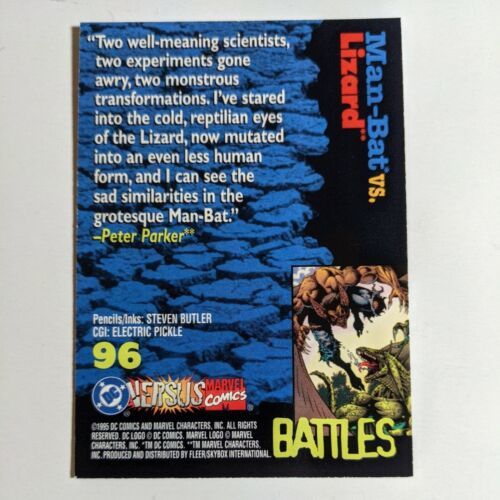 “Two well-meaning scientists,
two experiments gone
awry, two monstrous
transformations. I've stared
into the cold, reptilian eyes
of the Lizard, now mutated
into an even less human
form, and I can see the
sad similarities in the
grotesque Man-Bat.”
–Peter Parker**
Man-Bat* vs.
Lizard**
Pencils/Inks: STEVEN BUTLER
CGI: ELECTRIC PICKLE
96
DC VERSUS MARVEL COMICS
BATTLES
©1995 DC COMICS AND MARVEL CHARACTERS, INC. ALL RIGHTS
RESERVED. DC LOGO ® DC COMICS. MARVEL LOGO ® MARVEL
CHARACTERS, INC. *TM DC COMICS. **TM MARVEL CHARACTERS,
INC. PRODUCED AND DISTRIBUTED BY FLEER/SKYBOX INTERNATIONAL.